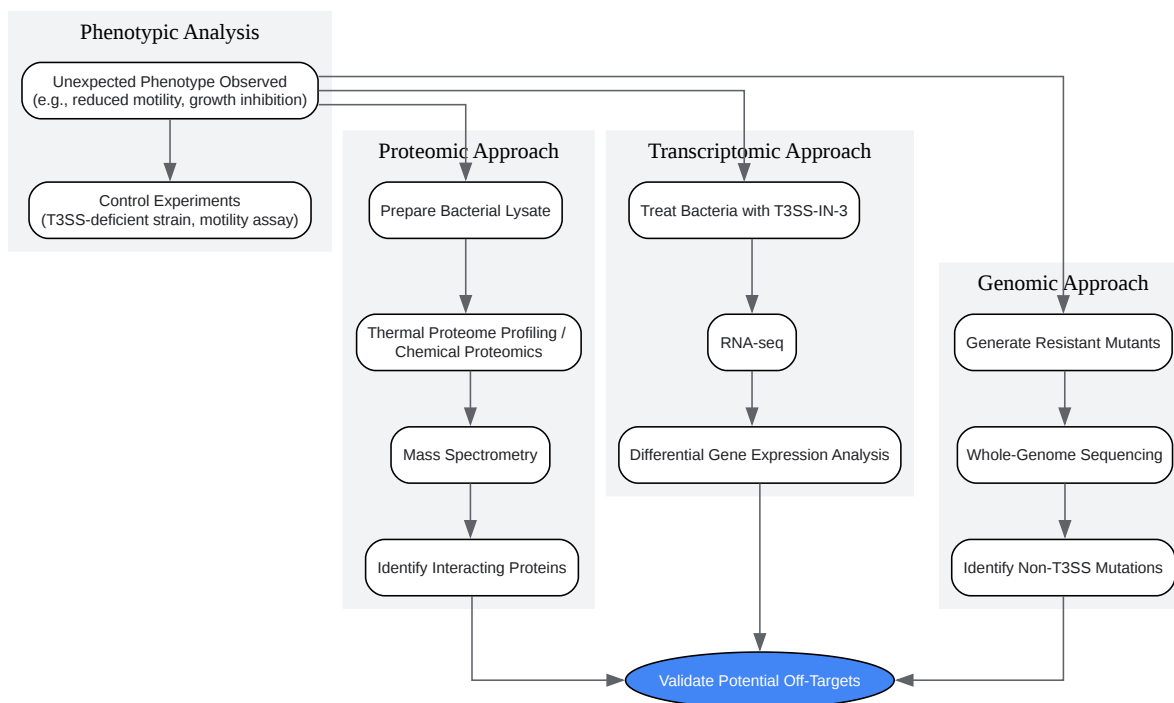 Phenotypic Analysis
Unexpected Phenotype Observed
(e.g., reduced motility, growth inhibition)
Control Experiments
(T3SS-deficient strain, motility assay)
Proteomic Approach
Prepare Bacterial Lysate
Thermal Proteome Profiling /
Chemical Proteomics
Mass Spectrometry
Identify Interacting Proteins
Transcriptomic Approach
Treat Bacteria with T3SS-IN-3
RNA-seq
Differential Gene Expression Analysis
Genomic Approach
Generate Resistant Mutants
Whole-Genome Sequencing
Identify Non-T3SS Mutations
Validate Potential Off-Targets